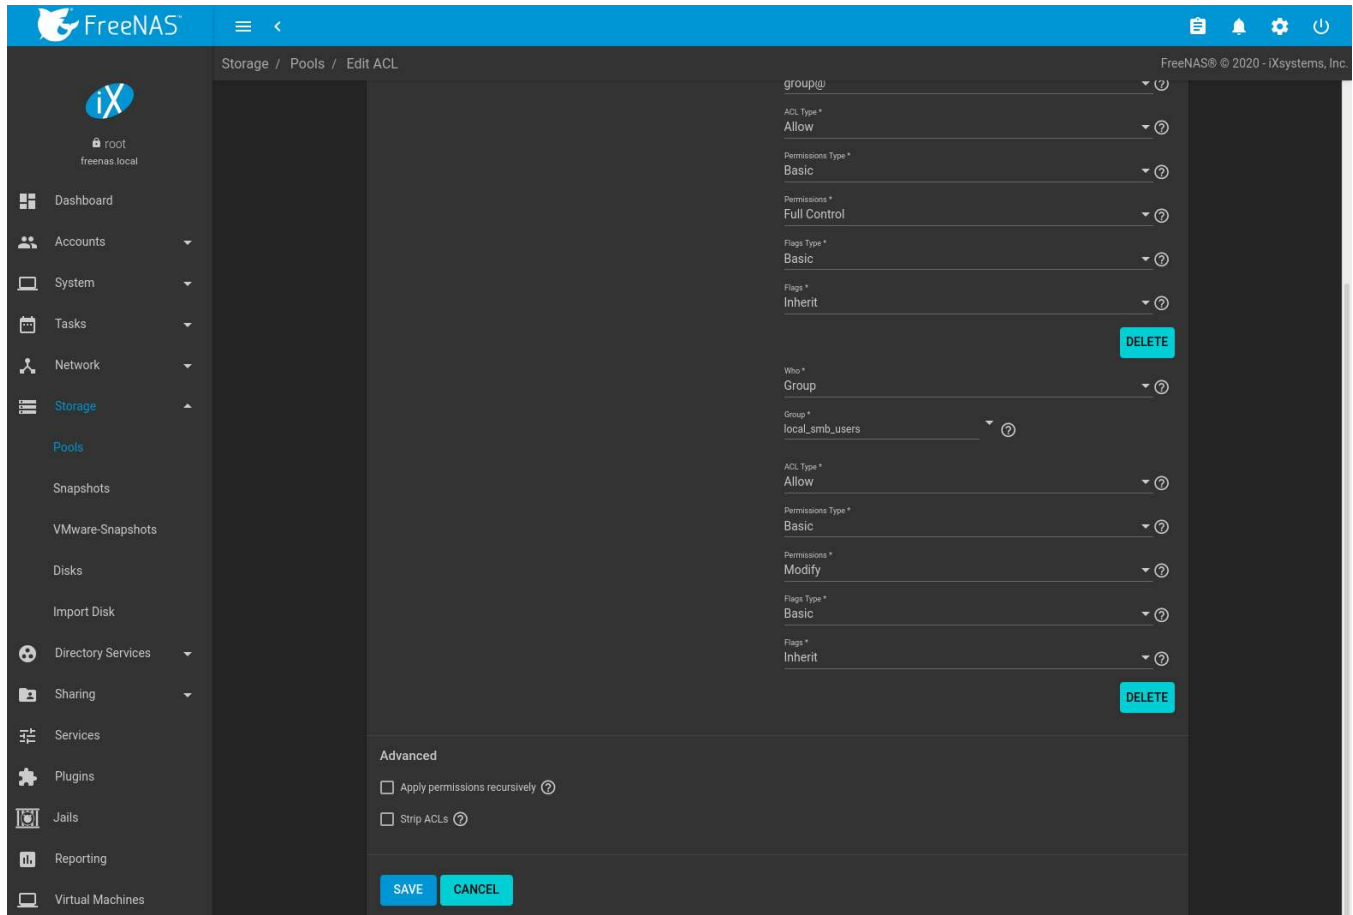 FreeNAS®
Storage / Pools / Edit ACL
FreeNAS® © 2020 - iXsystems, Inc.
iX
root
freenas.local
Dashboard
Accounts
System
Tasks
Network
Storage
Pools
Snapshots
VMware-Snapshots
Disks
Import Disk
Directory Services
Sharing
Services
Plugins
Jails
Reporting
Virtual Machines
group@
ACL Type *
Allow
Permissions Type *
Basic
Permissions *
Full Control
Flags Type *
Basic
Flags *
Inherit
DELETE
Who *
Group
Group *
local_smb_users
ACL Type *
Allow
Permissions Type *
Basic
Permissions *
Modify
Flags Type *
Basic
Flags *
Inherit
DELETE
Advanced
Apply permissions recursively
Strip ACLs
SAVE CANCEL